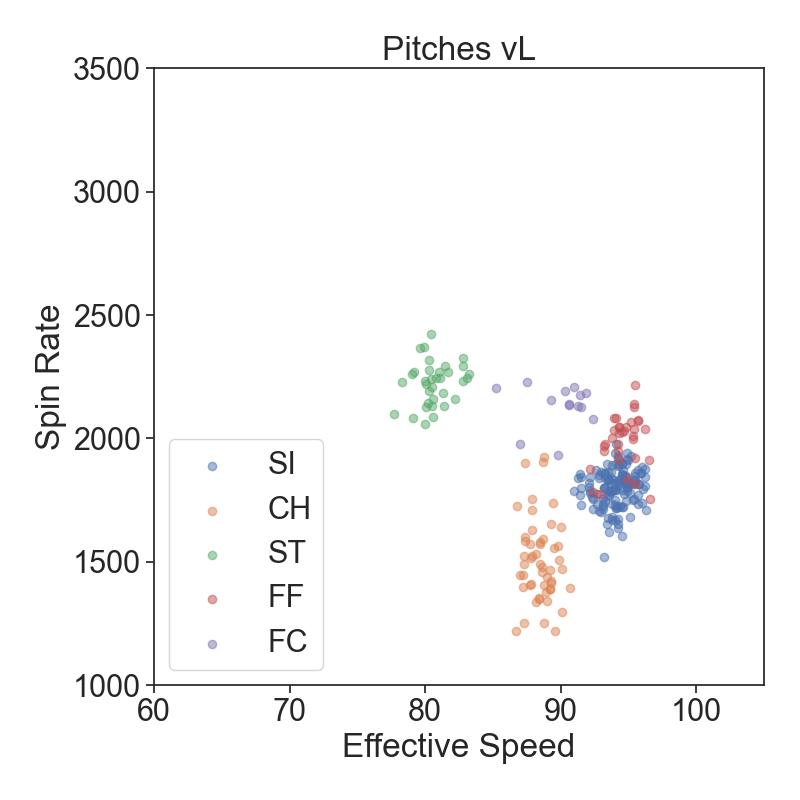 Pitches vL
3500
3000
2500
2000
1500
1000
Spin Rate
SI
CH
ST
FF
FC
60 70 80 90 100
Effective Speed